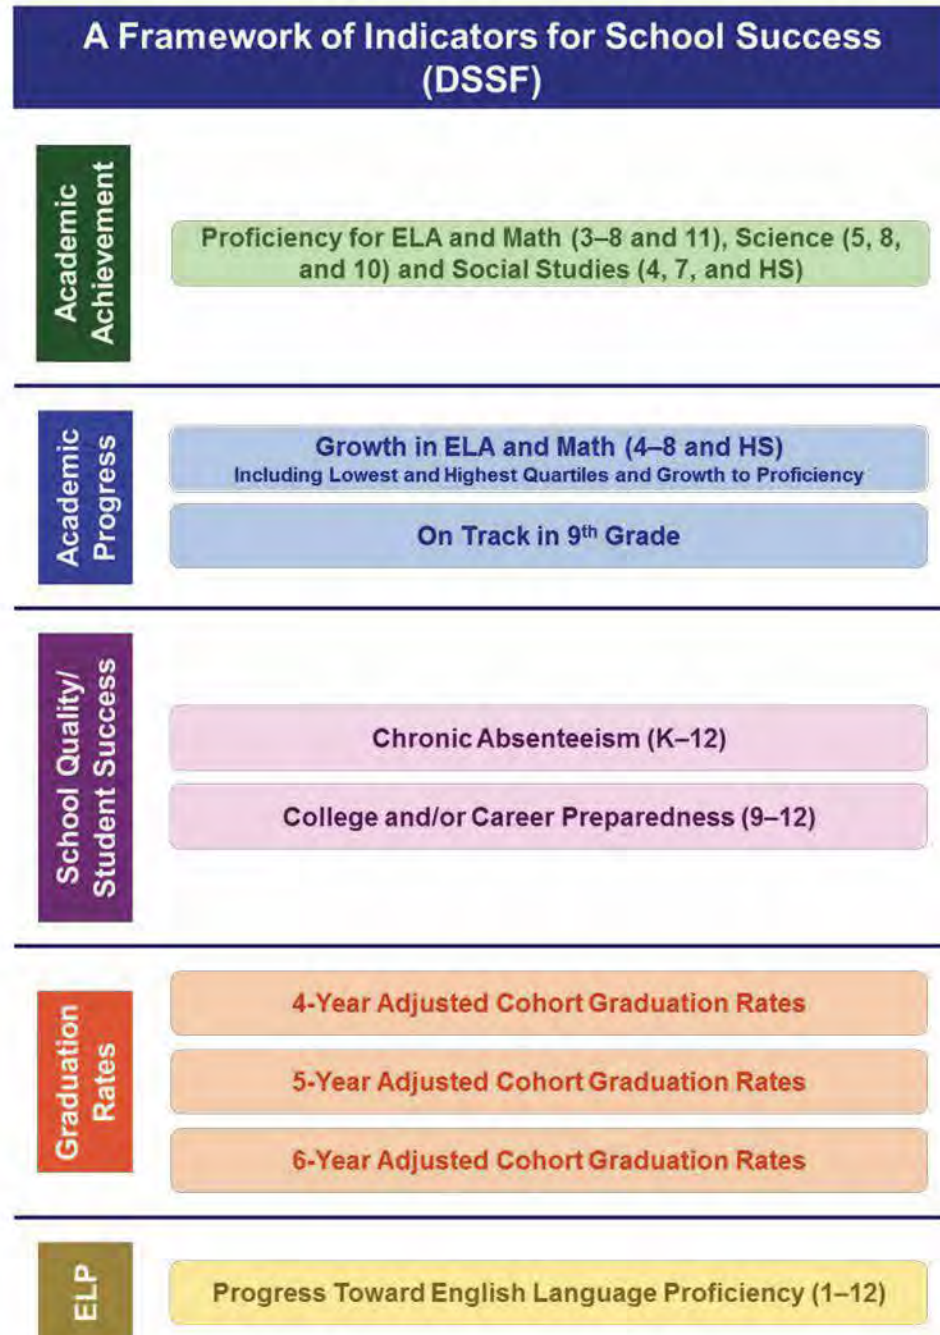 A Framework of Indicators for School Success
(DSSF)
Academic
Achievement
Proficiency for ELA and Math (3–8 and 11), Science (5, 8,
and 10) and Social Studies (4, 7, and HS)
Academic
Progress
Growth in ELA and Math (4–8 and HS)
Including Lowest and Highest Quartiles and Growth to Proficiency
On Track in 9th Grade
School Quality/
Student Success
Chronic Absenteeism (K–12)
College and/or Career Preparedness (9–12)
Graduation
Rates
4-Year Adjusted Cohort Graduation Rates
5-Year Adjusted Cohort Graduation Rates
6-Year Adjusted Cohort Graduation Rates
ELP
Progress Toward English Language Proficiency (1–12)